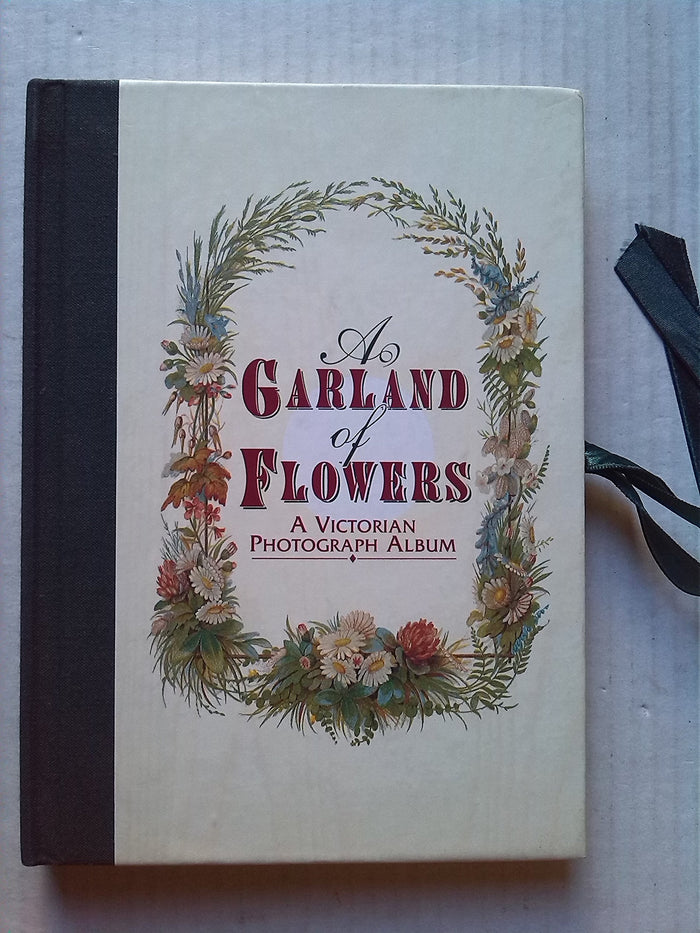 A
GARLAND
of
FLOWERS
A VICTORIAN
PHOTOGRAPH ALBUM